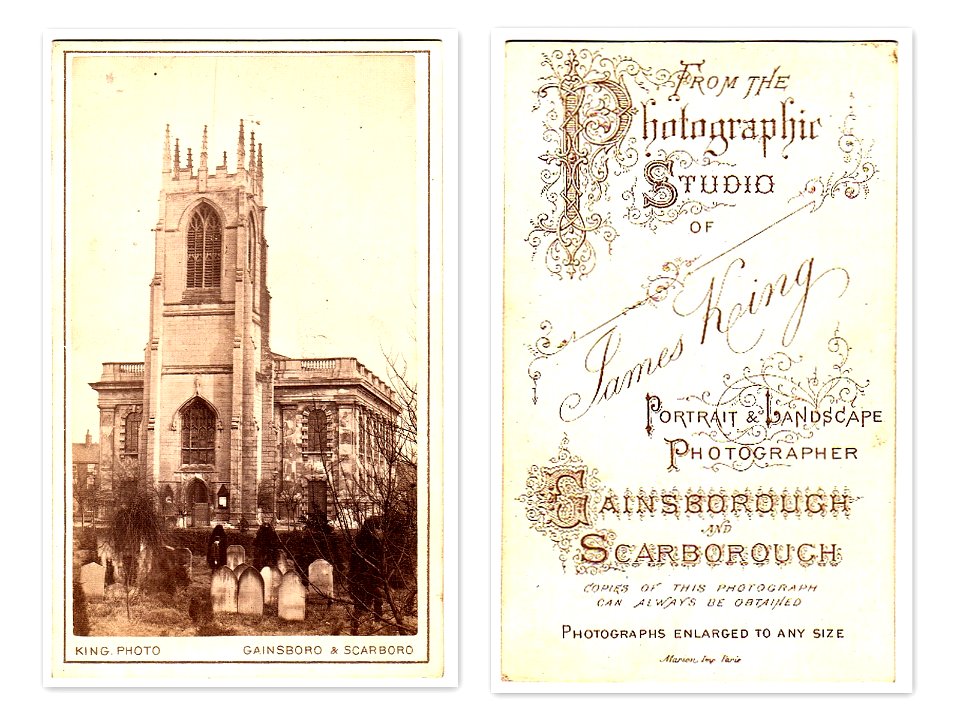 KING. PHOTO GAINSBORO & SCARBORO
FROM THE
Photographic
STUDIO
OF
James King
PORTRAIT & LANDSCAPE
PHOTOGRAPHER
GAINSBOROUGH
AND
SCARBOROUGH
COPIES OF THIS PHOTOGRAPH
CAN ALWAYS BE OBTAINED
PHOTOGRAPHS ENLARGED TO ANY SIZE
Marion Imp Paris